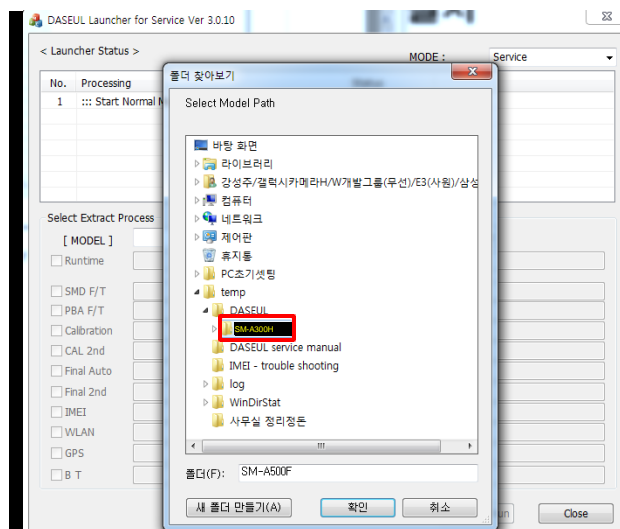 DASEUL Launcher for Service Ver 3.0.10
< Launcher Status >
MODE :
Service
No. Processing
1 ::: Start Normal M
폴더 찾아보기
Select Model Path
바탕 화면
라이브러리
강성주/갤럭시카메라H/W개발그룹(무선)/E3(사원)/삼성
컴퓨터
네트워크
제어판
휴지통
PC초기셋팅
temp
DASEUL
SM-A300H
DASEUL service manual
IMEI - trouble shooting
log
WinDirStat
사무실 정리정돈
폴더(F): SM-A500F
새 폴더 만들기(A)
확인
취소
Select Extract Process
[ MODEL ]
Runtime
SMD F/T
PBA F/T
Calibration
CAL 2nd
Final Auto
Final 2nd
IMEI
WLAN
GPS
B T
Close